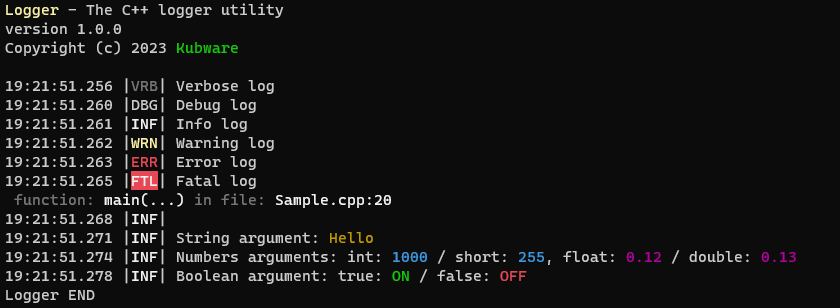 Logger - The C++ logger utility
version 1.0.0
Copyright (c) 2023 Kubware
19:21:51.256 |VRB| Verbose log
19:21:51.260 |DBG| Debug log
19:21:51.261 |INF| Info log
19:21:51.262 |WRN| Warning log
19:21:51.263 |ERR| Error log
19:21:51.265 |FTL| Fatal log
function: main(...) in file: Sample.cpp:20
19:21:51.268 |INF|
19:21:51.271 |INF| String argument: Hello
19:21:51.274 |INF| Numbers arguments: int: 1000 / short: 255, float: 0.12 / double: 0.13
19:21:51.278 |INF| Boolean argument: true: ON / false: OFF
Logger END